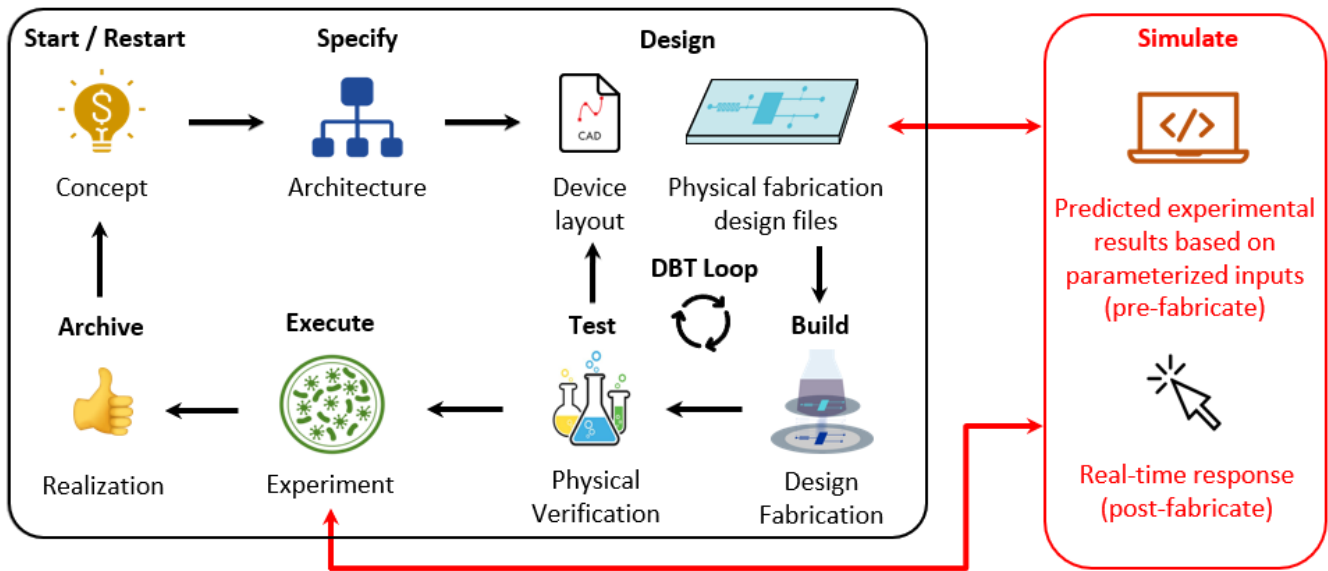 Start / Restart
Specify
Design
Simulate
$
CAD
</>
Concept
Architecture
Device
layout
Physical fabrication
design files
Predicted experimental
results based on
parameterized inputs
(pre-fabricate)
DBT Loop
Archive
Execute
Test
Build
Realization
Experiment
Physical
Verification
Design
Fabrication
Real-time response
(post-fabricate)